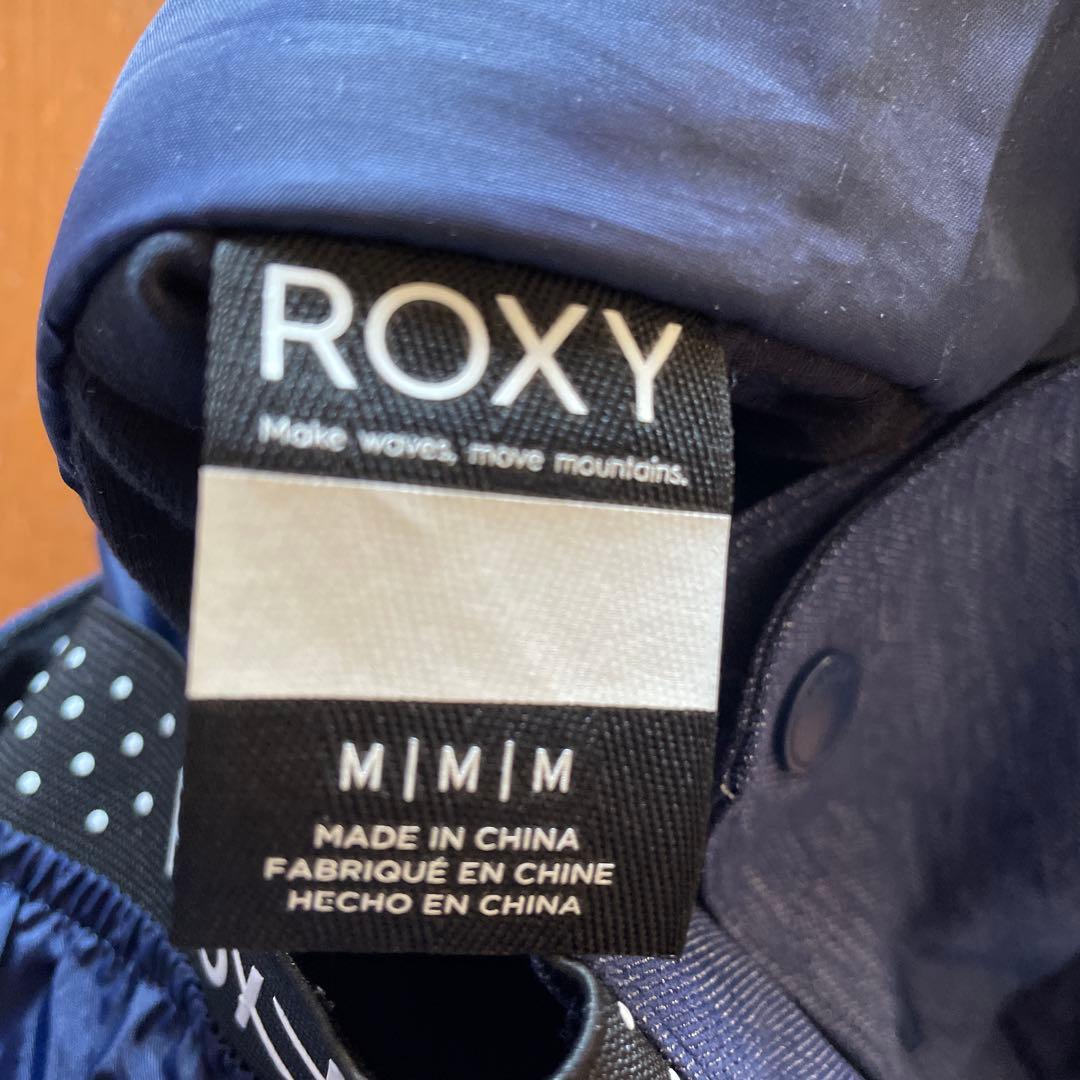 ROXY
Make waves, move mountains.
M|M|M
MADE IN CHINA
FABRIQUÉ EN CHINE
HECHO EN CHINA